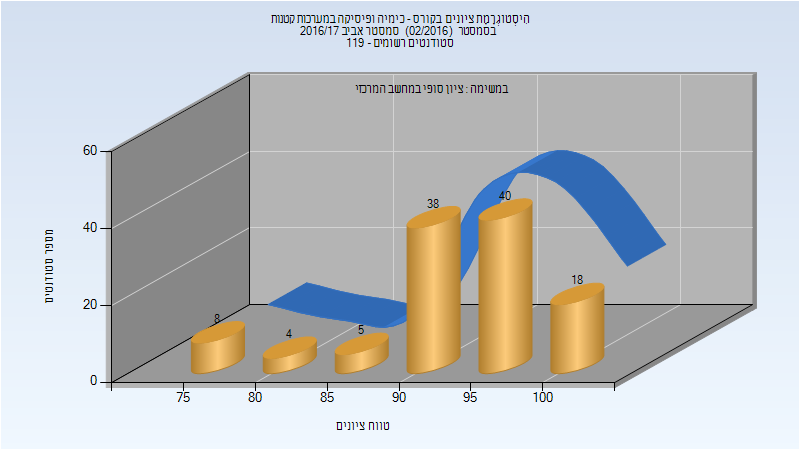 היסטוגרמת ציונים בקורס - כימיה ופיסיקה במערכות קטנות
בסמסטר (02/2016) סמסטר אביב 2016/17
סטודנטים רשומים - 119
במשימה : ציון סופי במחשב המרכזי
מספר סטודנטים
60
40
20
0
8
4
5
38
40
18
75
80
85
90
95
100
טווח ציונים